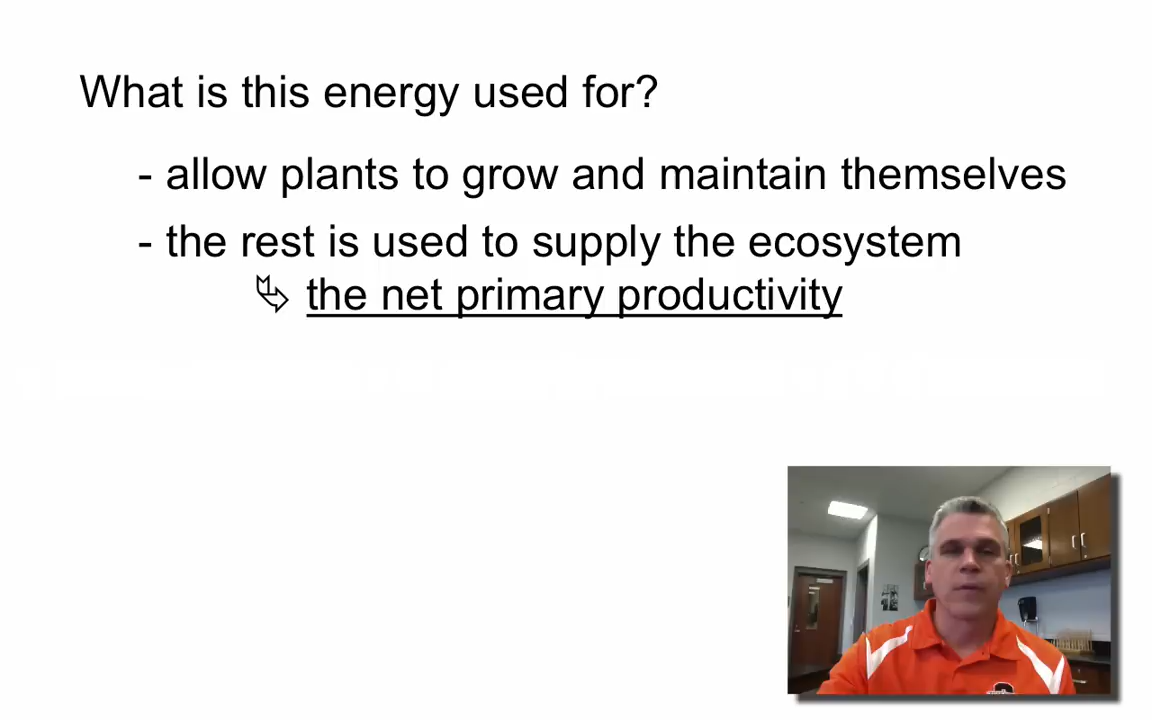 What is this energy used for?
- allow plants to grow and maintain themselves
- the rest is used to supply the ecosystem
the net primary productivity